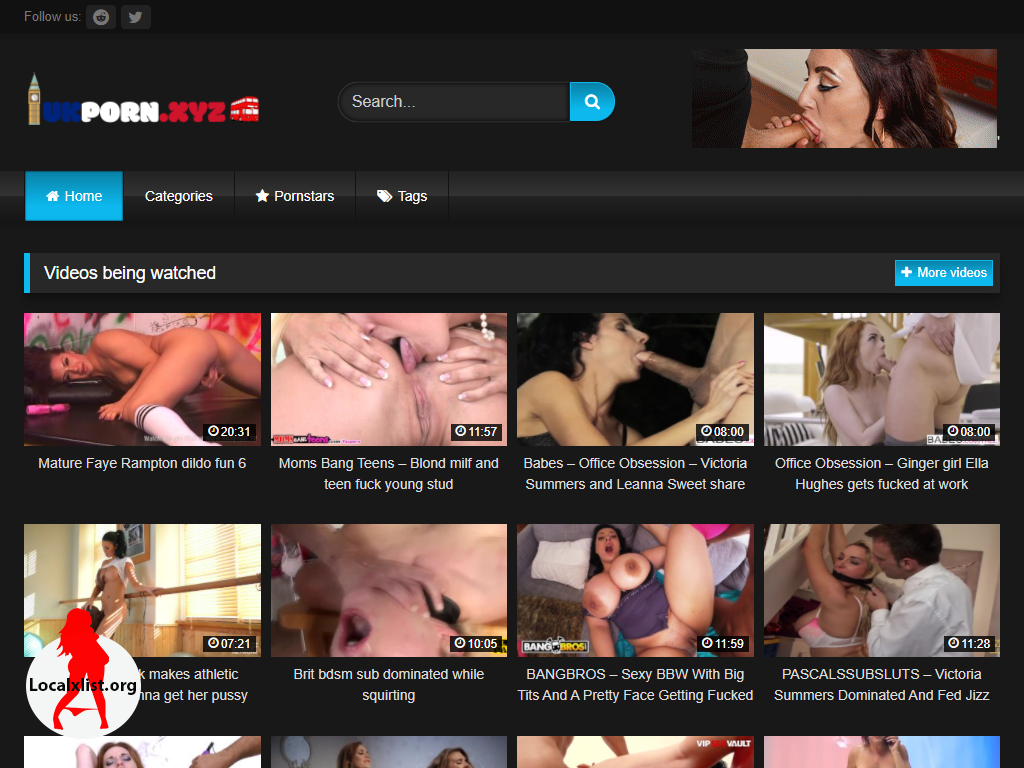 Follow us:
UKPORN.XYZ
Search...
Home
Categories
Pornstars
Tags
Videos being watched
More videos
20:31
11:57
08:00
08:00
Mature Faye Rampton dildo fun 6
Moms Bang Teens – Blond milf and
teen fuck young stud
Babes – Office Obsession – Victoria
Summers and Leanna Sweet share
Office Obsession – Ginger girl Ella
Hughes gets fucked at work
07:21
10:05
BANGBROS
11:59
11:28
makes athletic
get her pussy
Localxlist.org
Brit bdsm sub dominated while
squirting
BANGBROS – Sexy BBW With Big
Tits And A Pretty Face Getting Fucked
PASCALSSUBSLUTS – Victoria
Summers Dominated And Fed Jizz